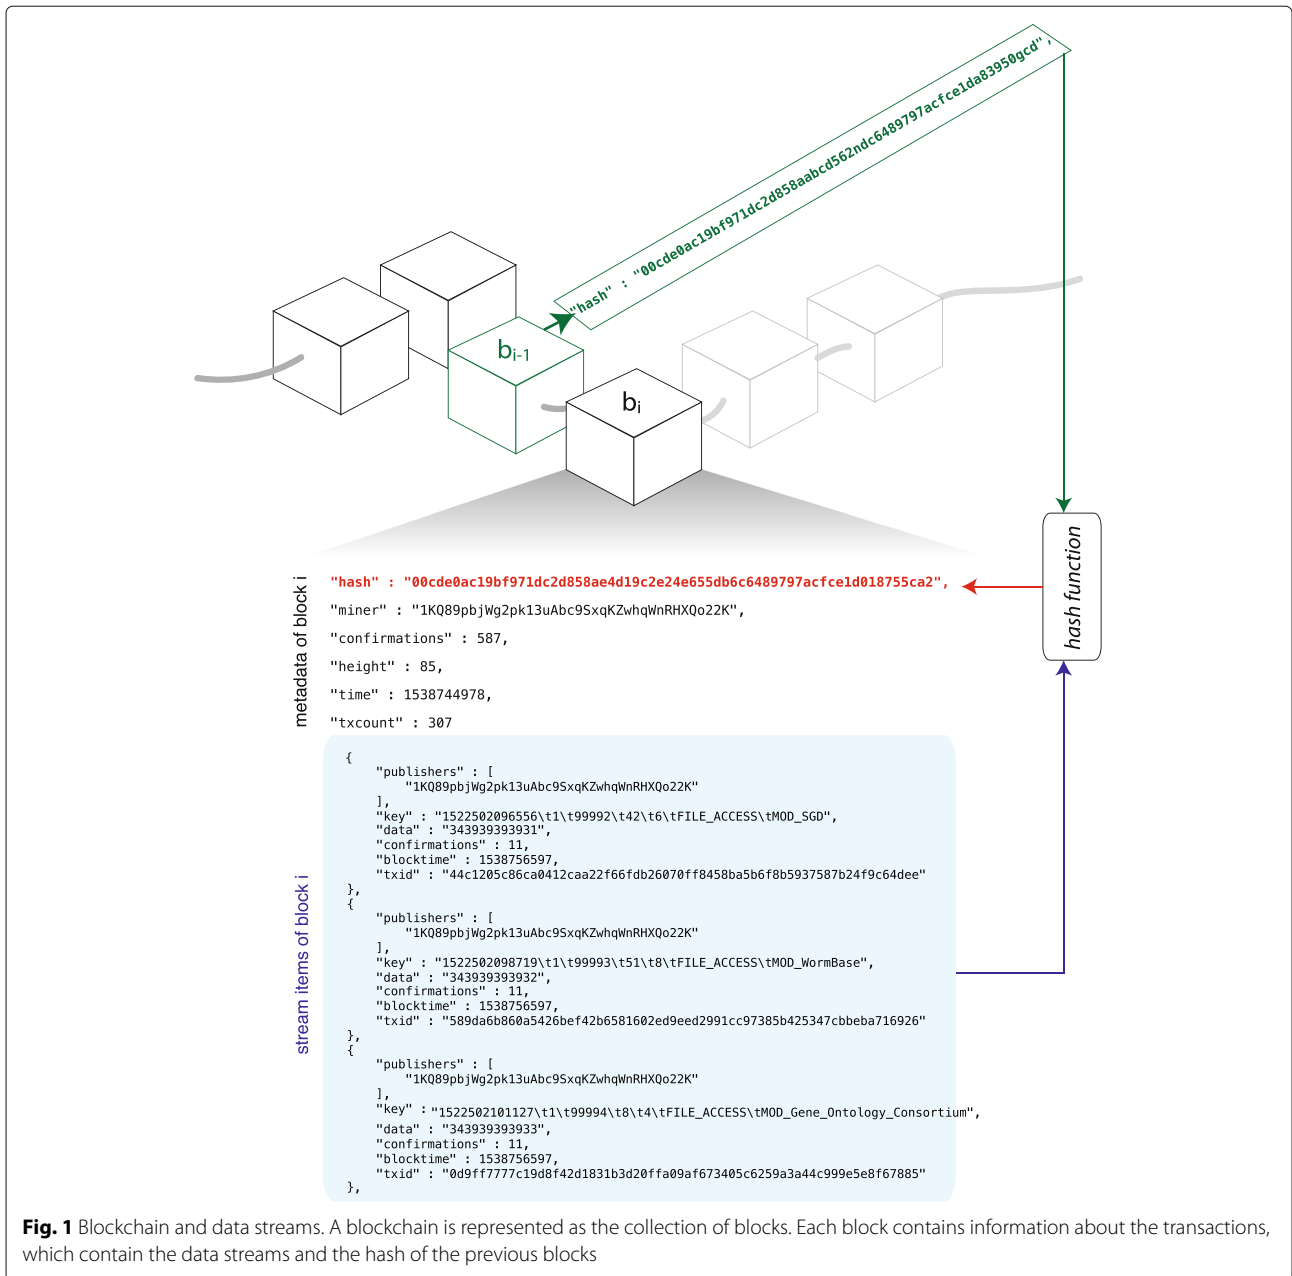 "hash" : "00cde0ac19bf971dc2d858aabcd562ndc6489797acfce1da83950gcd",
bi-1
bi
hash function
metadata of block i
"hash" : "00cde0ac19bf971dc2d858ae4d19c2e24e655db6c6489797acfce1d018755ca2",
"miner" : "1KQ89pbjWg2pk13uAbc9SxqKZwhqWnRHXQo22K",
"confirmations" : 587,
"height" : 85,
"time" : 1538744978,
"txcount" : 307
stream items of block i
{
"publishers" : [
"1KQ89pbjWg2pk13uAbc9SxqKZwhqWnRHXQo22K"
],
"key" : "1522502096556\t1\t99992\t42\t6\tFILE_ACCESS\tMOD_SGD",
"data" : "343939393931",
"confirmations" : 11,
"blocktime" : 1538756597,
"txid" : "44c1205c86ca0412caa22f66fdb26070ff8458ba5b6f8b5937587b24f9c64dee"
},
{
"publishers" : [
"1KQ89pbjWg2pk13uAbc9SxqKZwhqWnRHXQo22K"
],
"key" : "1522502098719\t1\t99993\t51\t8\tFILE_ACCESS\tMOD_WormBase",
"data" : "343939393932",
"confirmations" : 11,
"blocktime" : 1538756597,
"txid" : "589da6b860a5426bef42b6581602ed9eed2991cc97385b425347cbbeba716926"
},
{
"publishers" : [
"1KQ89pbjWg2pk13uAbc9SxqKZwhqWnRHXQo22K"
],
"key" : "1522502101127\t1\t99994\t8\t4\tFILE_ACCESS\tMOD_Gene_Ontology_Consortium",
"data" : "343939393933",
"confirmations" : 11,
"blocktime" : 1538756597,
"txid" : "0d9ff7777c19d8f42d1831b3d20ffa09af673405c6259a3a44c999e5e8f67885"
},
Fig. 1 Blockchain and data streams. A blockchain is represented as the collection of blocks. Each block contains information about the transactions,
which contain the data streams and the hash of the previous blocks